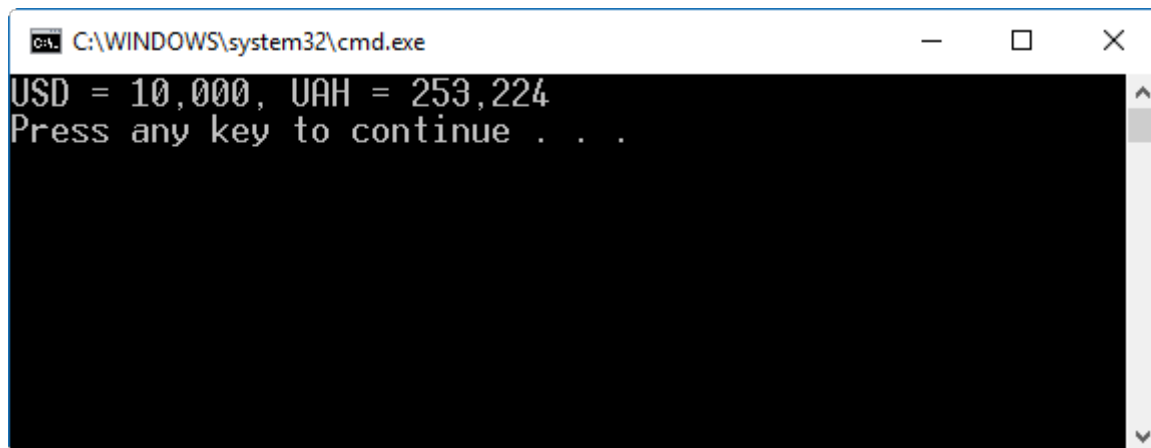 C:\WINDOWS\system32\cmd.exe
USD = 10,000, UAH = 253,224
Press any key to continue . . .